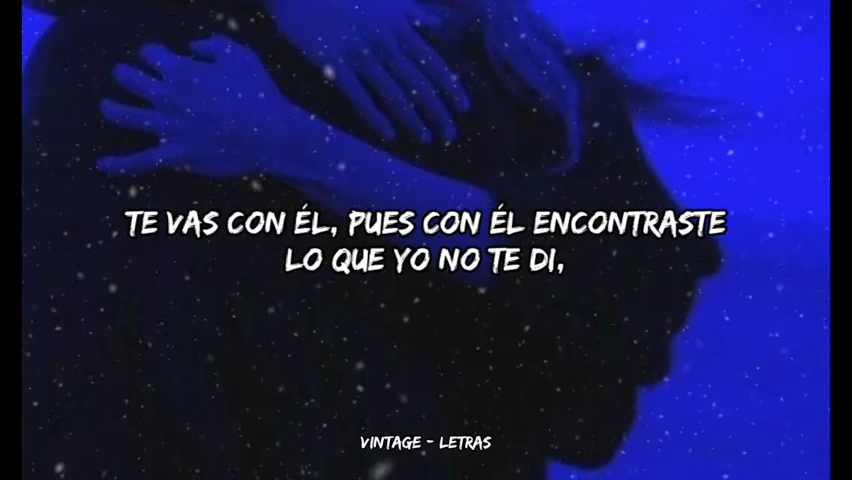 TE VAS CON ÉL, PUES CON ÉL ENCONTRASTE
LO QUE YO NO TE DI,
VINTAGE - LETRAS